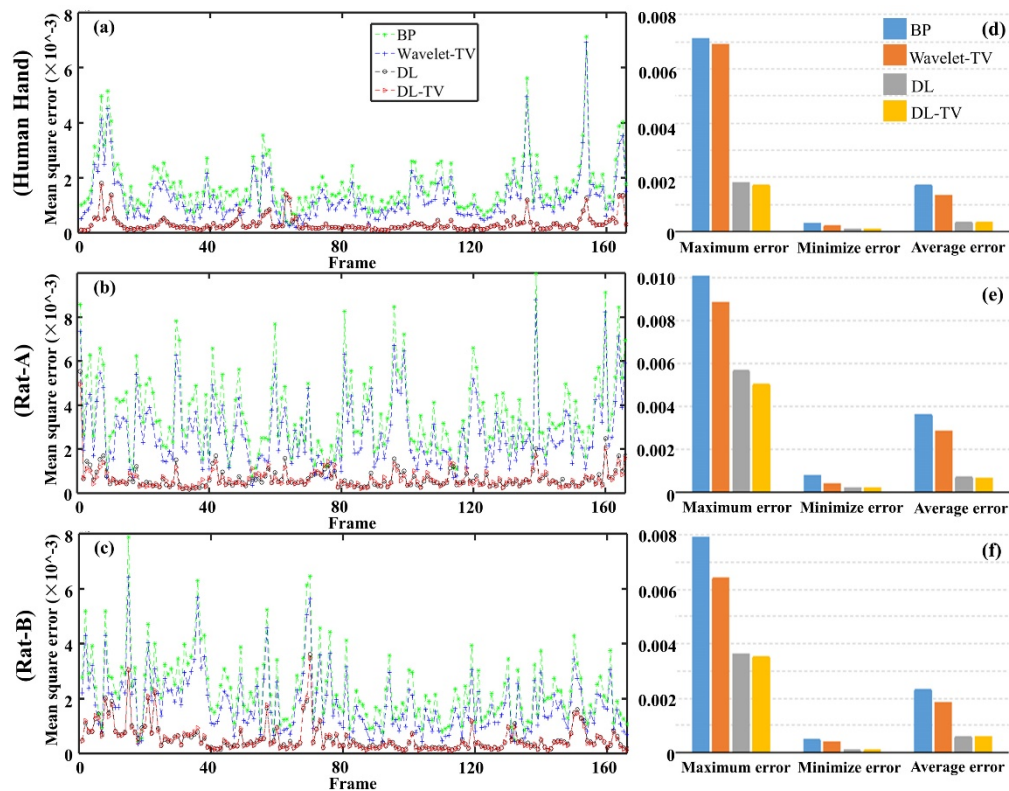 (Human Hand)
Mean square error (×10^-3)
(a)
BP
Wavelet-TV
DL
DL-TV
8
6
4
2
0
0 40 80 120 160
Frame
(d)
BP
Wavelet-TV
DL
DL-TV
0.008
0.006
0.004
0.002
0
Maximum error Minimize error Average error
(Rat-A)
Mean square error (×10^-3)
(b)
8
6
4
2
0
0 40 80 120 160
Frame
(e)
0.010
0.008
0.006
0.004
0.002
0
Maximum error Minimize error Average error
(Rat-B)
Mean square error (×10^-3)
(c)
8
6
4
2
0
0 40 80 120 160
Frame
(f)
0.008
0.006
0.004
0.002
0
Maximum error Minimize error Average error